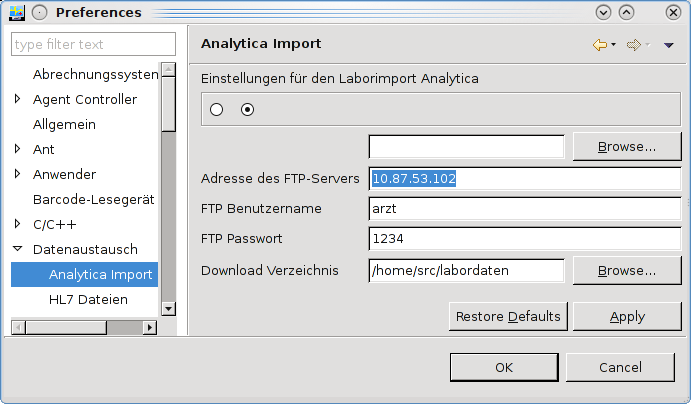 Preferences
type filter text
Abrechnungssysten
Agent Controller
Allgemein
Ant
Anwender
Barcode-Lesegerät
C/C++
Datenaustausch
Analytica Import
HL7 Dateien
Analytica Import
Einstellungen für den Laborimport Analytica
Browse...
Adresse des FTP-Servers 10.87.53.102
FTP Benutzername arzt
FTP Passwort 1234
Download Verzeichnis /home/src/labordaten Browse...
Restore Defaults Apply
OK Cancel